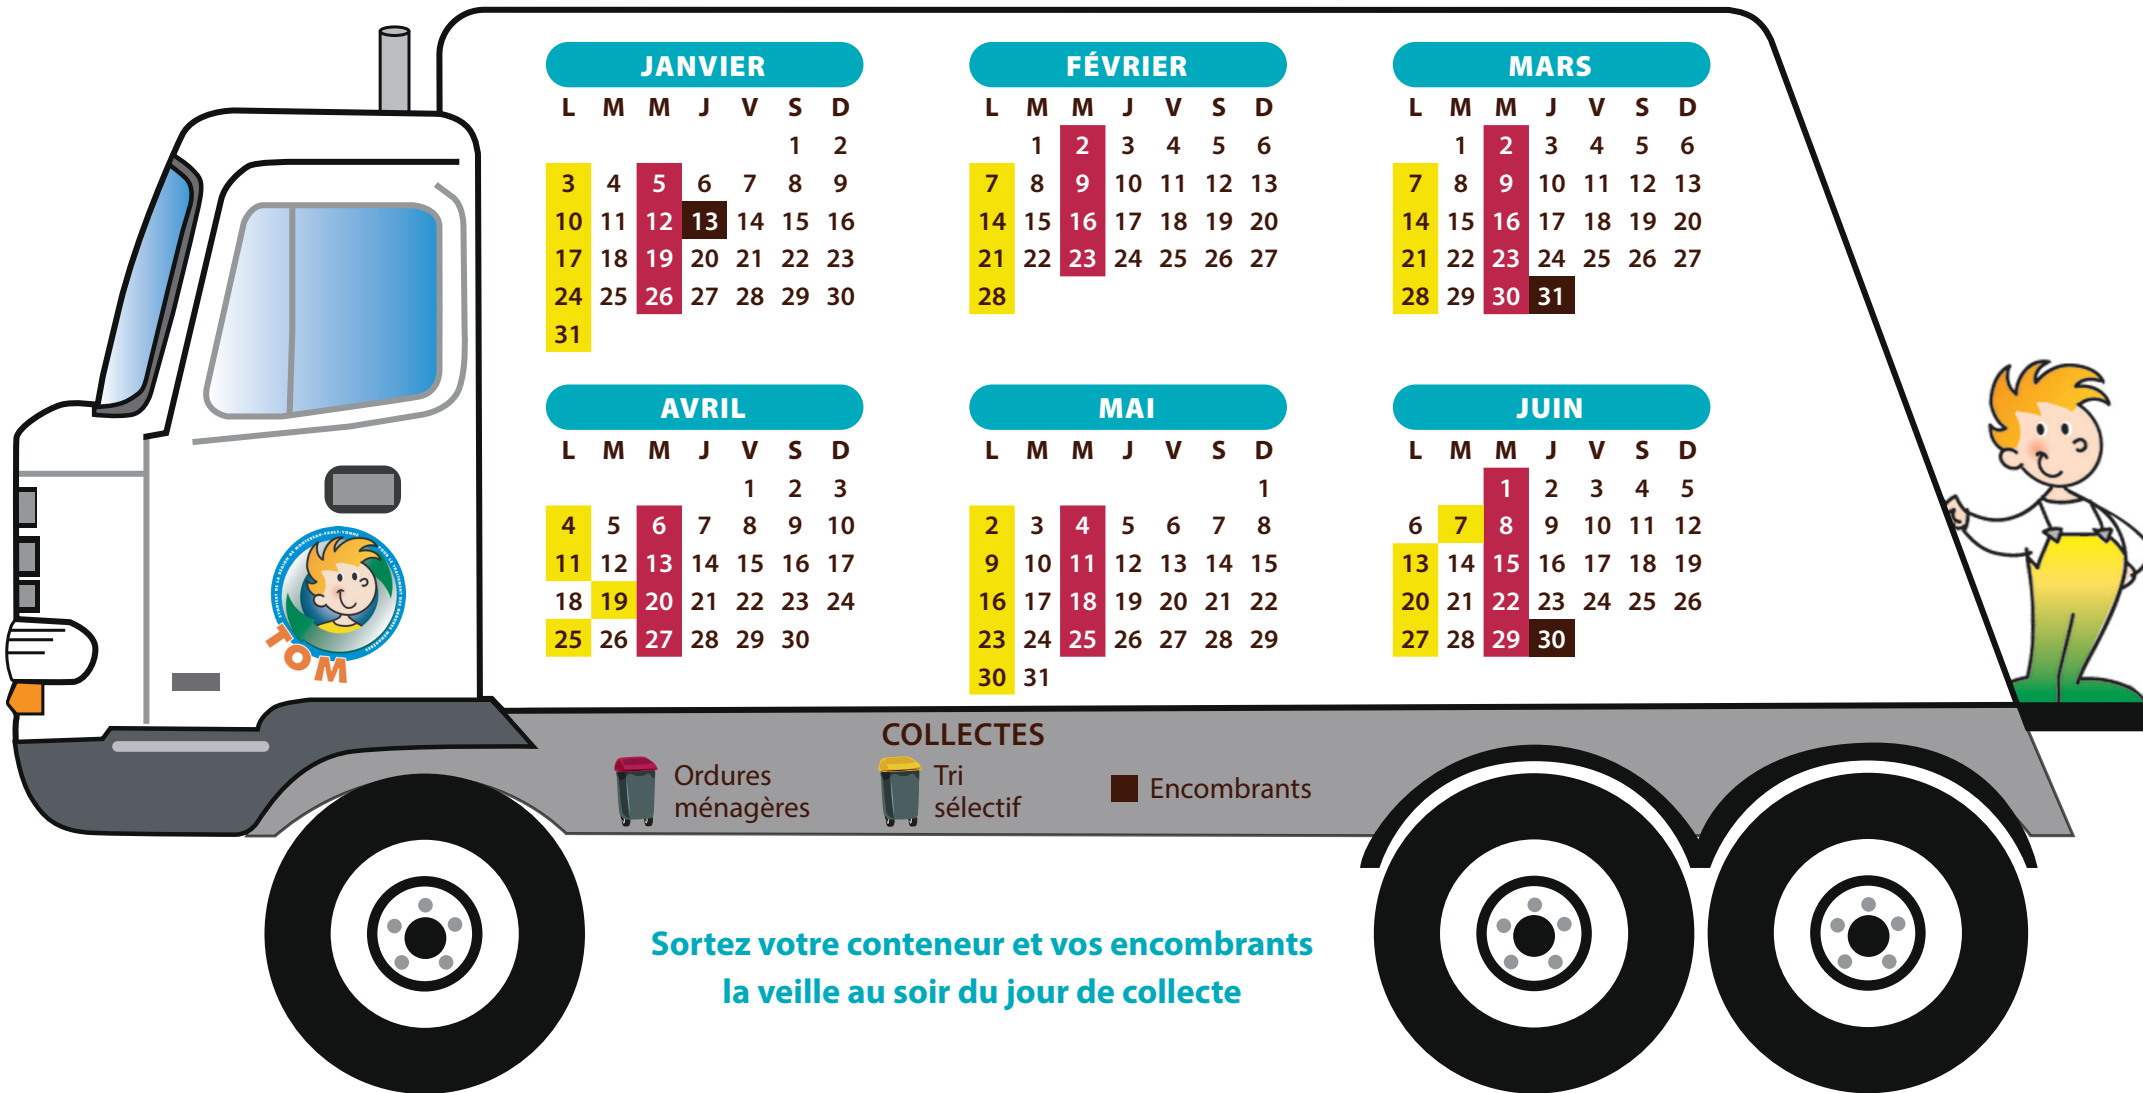 JANVIER
L M M J V S D
1 2
3 4 5 6 7 8 9
10 11 12 13 14 15 16
17 18 19 20 21 22 23
24 25 26 27 28 29 30
31
FÉVRIER
L M M J V S D
1 2 3 4 5 6
7 8 9 10 11 12 13
14 15 16 17 18 19 20
21 22 23 24 25 26 27
28
MARS
L M M J V S D
1 2 3 4 5 6
7 8 9 10 11 12 13
14 15 16 17 18 19 20
21 22 23 24 25 26 27
28 29 30 31
AVRIL
L M M J V S D
1 2 3
4 5 6 7 8 9 10
11 12 13 14 15 16 17
18 19 20 21 22 23 24
25 26 27 28 29 30
MAI
L M M J V S D
1
2 3 4 5 6 7 8
9 10 11 12 13 14 15
16 17 18 19 20 21 22
23 24 25 26 27 28 29
30 31
JUIN
L M M J V S D
1 2 3 4 5
6 7 8 9 10 11 12
13 14 15 16 17 18 19
20 21 22 23 24 25 26
27 28 29 30
TOM
COLLECTES
Ordures
ménagères
Tri
sélectif
Encombrants
Sortez votre conteneur et vos encombrants
la veille au soir du jour de collecte